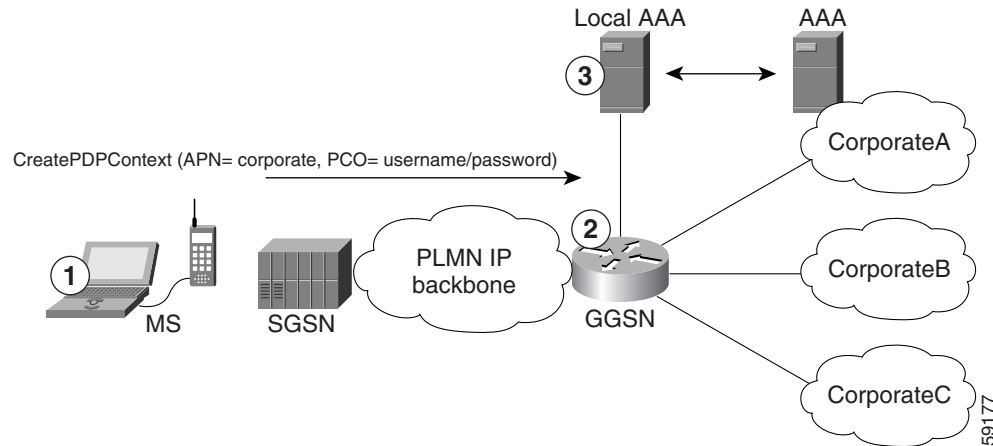 Local AAA
AAA
3
CorporateA
CreatePDPContext (APN= corporate, PCO= username/password)
2
PLMN IP
backbone
CorporateB
1
MS
SGSN
GGSN
CorporateC
59177